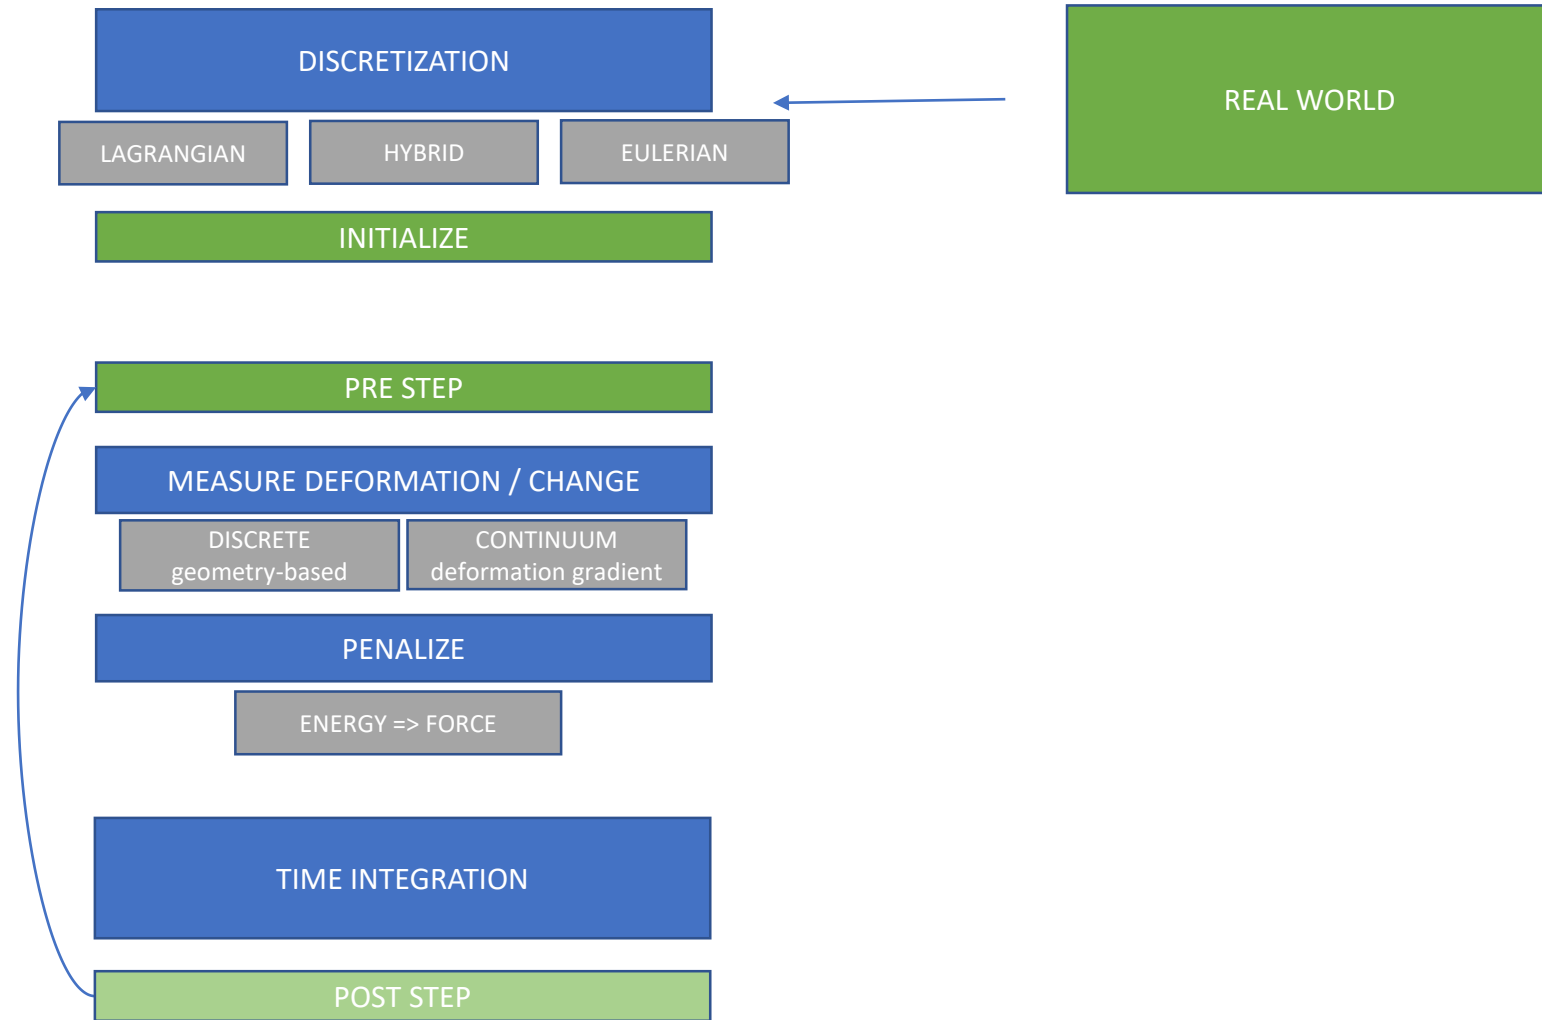 DISCRETIZATION
REAL WORLD
LAGRANGIAN
HYBRID
EULERIAN
INITIALIZE
PRE STEP
MEASURE DEFORMATION / CHANGE
DISCRETE
geometry-based
CONTINUUM
deformation gradient
PENALIZE
ENERGY => FORCE
TIME INTEGRATION
POST STEP